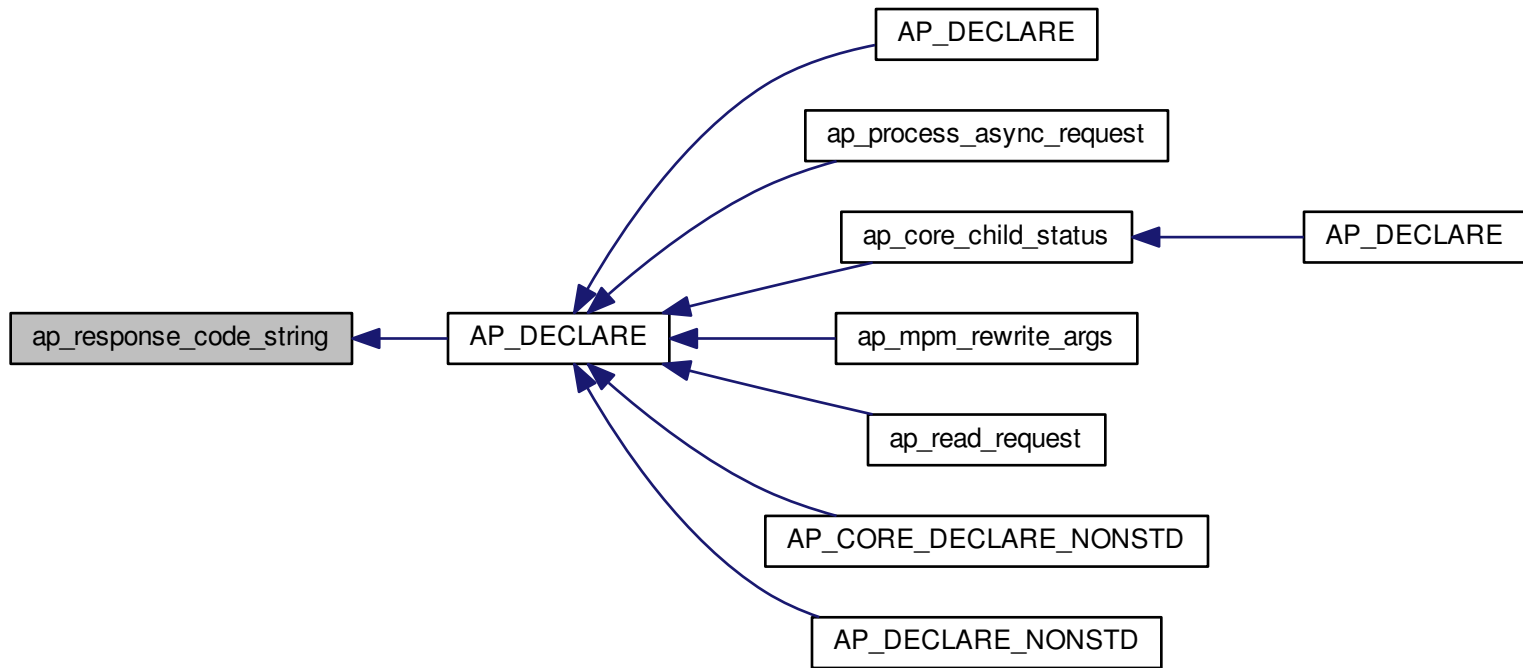 AP_DECLARE
ap_process_async_request
ap_core_child_status
AP_DECLARE
ap_response_code_string
AP_DECLARE
ap_mpm_rewrite_args
ap_read_request
AP_CORE_DECLARE_NONSTD
AP_DECLARE_NONSTD